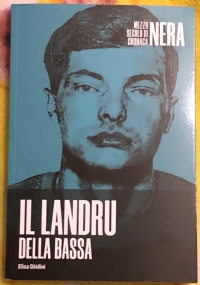 MEZZO
SECOLO DI
CRONACA
NERA
IL LANDRU
DELLA BASSA
Elisa Ghidini